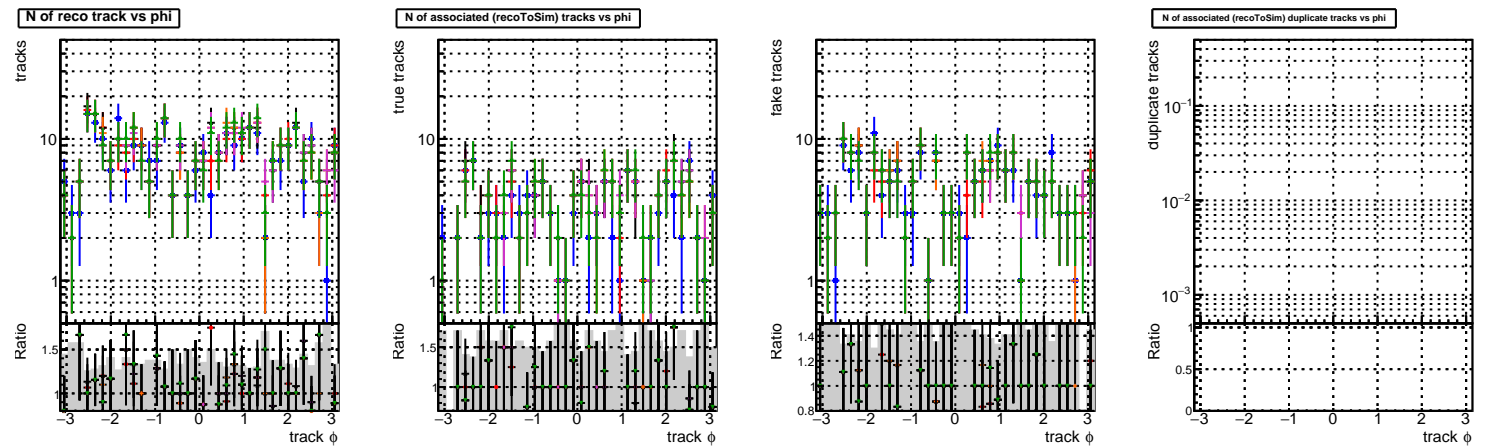 N of reco track vs phi
tracks
10
1
Ratio
1.5
1
−3 −2 −1 0 1 2 3
track ϕ
N of associated (recoToSim) tracks vs phi
true tracks
10
1
Ratio
1.5
1
−3 −2 −1 0 1 2 3
track ϕ
fake tracks
10
1
Ratio
1.4
1.2
1
0.8
−3 −2 −1 0 1 2 3
track ϕ
N of associated (recoToSim) duplicate tracks vs phi
duplicate tracks
10−1
10−2
10−3
Ratio
1
0.5
0
−3 −2 −1 0 1 2 3
track ϕ